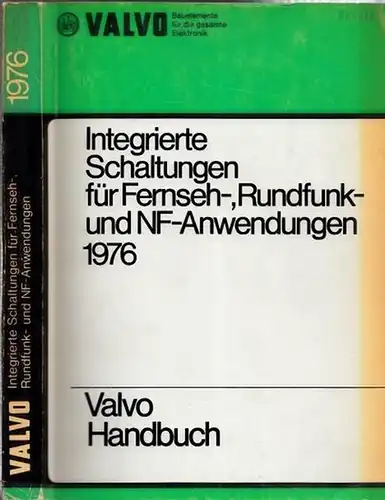 VALVO
Bauelemente
für die gesamte
Elektronik
Integrierte
Schaltungen
für Fernseh-, Rundfunk-
und NF-Anwendungen
1976
Valvo
Handbuch
1976
Integrierte Schaltungen für Fernseh-,
Rundfunk- und NF-Anwendungen
VALVO